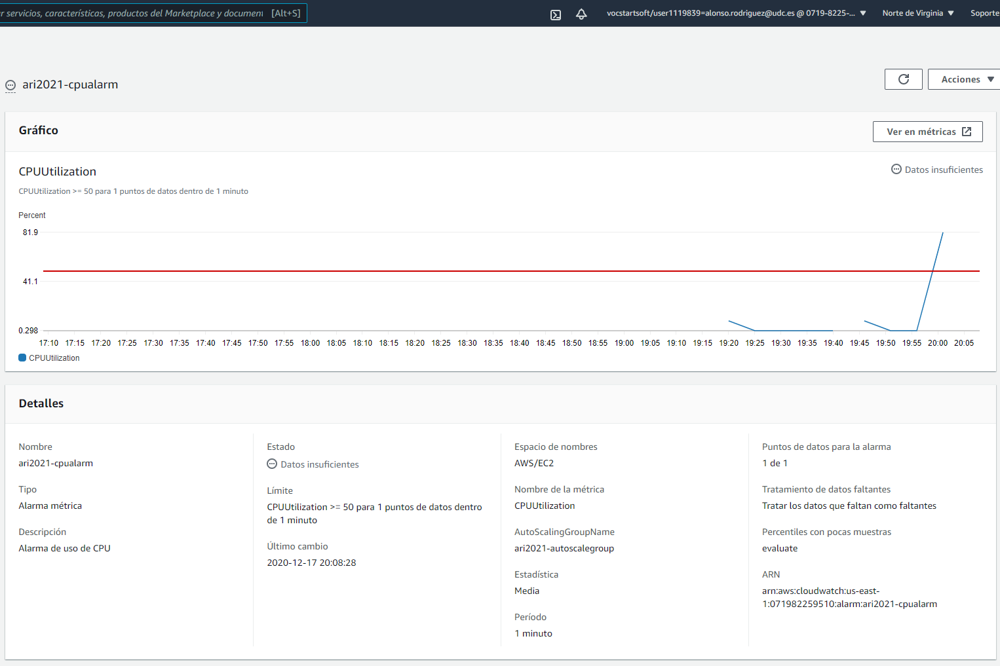 r servicios, características, productos del Marketplace y document [Alt+S]
vocstartsoft/user1119839=alonso.rodriguez@udc.es @ 0719-8225-... Norte de Virginia Soporte
ari2021-cpualarm
Acciones
Gráfico
Ver en métricas
CPUUtilization
Datos insuficientes
CPUUtilization >= 50 para 1 puntos de datos dentro de 1 minuto
Percent
81.9
41.1
0.298
17:10 17:15 17:20 17:25 17:30 17:35 17:40 17:45 17:50 17:55 18:00 18:05 18:10 18:15 18:20 18:25 18:30 18:35 18:40 18:45 18:50 18:55 19:00 19:05 19:10 19:15 19:20 19:25 19:30 19:35 19:40 19:45 19:50 19:55 20:00 20:05
CPUUtilization
Detalles
Nombre
ari2021-cpualarm
Tipo
Alarma métrica
Descripción
Alarma de uso de CPU
Estado
Datos insuficientes
Límite
CPUUtilization >= 50 para 1 puntos de datos dentro
de 1 minuto
Último cambio
2020-12-17 20:08:28
Espacio de nombres
AWS/EC2
Nombre de la métrica
CPUUtilization
AutoScalingGroupName
ari2021-autoscalegroup
Estadística
Media
Período
1 minuto
Puntos de datos para la alarma
1 de 1
Tratamiento de datos faltantes
Tratar los datos que faltan como faltantes
Percentiles con pocas muestras
evaluate
ARN
arn:aws:cloudwatch:us-east-
1:071982259510:alarm:ari2021-cpualarm